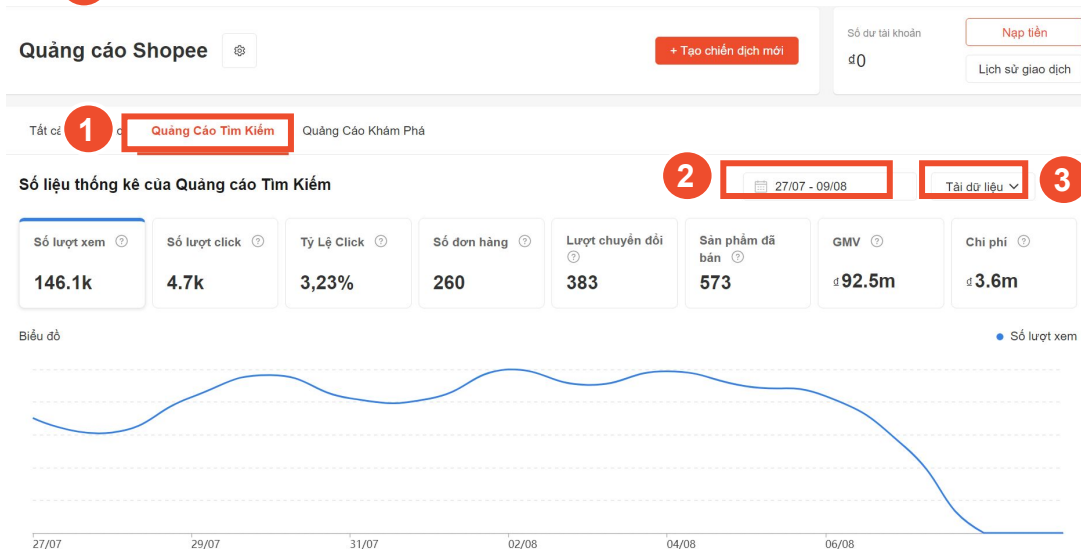 Quảng cáo Shopee
+ Tạo chiến dịch mới
Số dư tài khoản
₫0
Nạp tiền
Lịch sử giao dịch
Tất cả
1
Quảng Cáo Tìm Kiếm
Quảng Cáo Khám Phá
Số liệu thống kê của Quảng cáo Tìm Kiếm
2
27/07 - 09/08
Tải dữ liệu
3
Số lượt xem
146.1k
Số lượt click
4.7k
Tỷ Lệ Click
3,23%
Số đơn hàng
260
Lượt chuyển đổi
383
Sản phẩm đã
bán
573
GMV
₫92.5m
Chi phí
₫3.6m
Biểu đồ
Số lượt xem
27/07 29/07 31/07 02/08 04/08 06/08